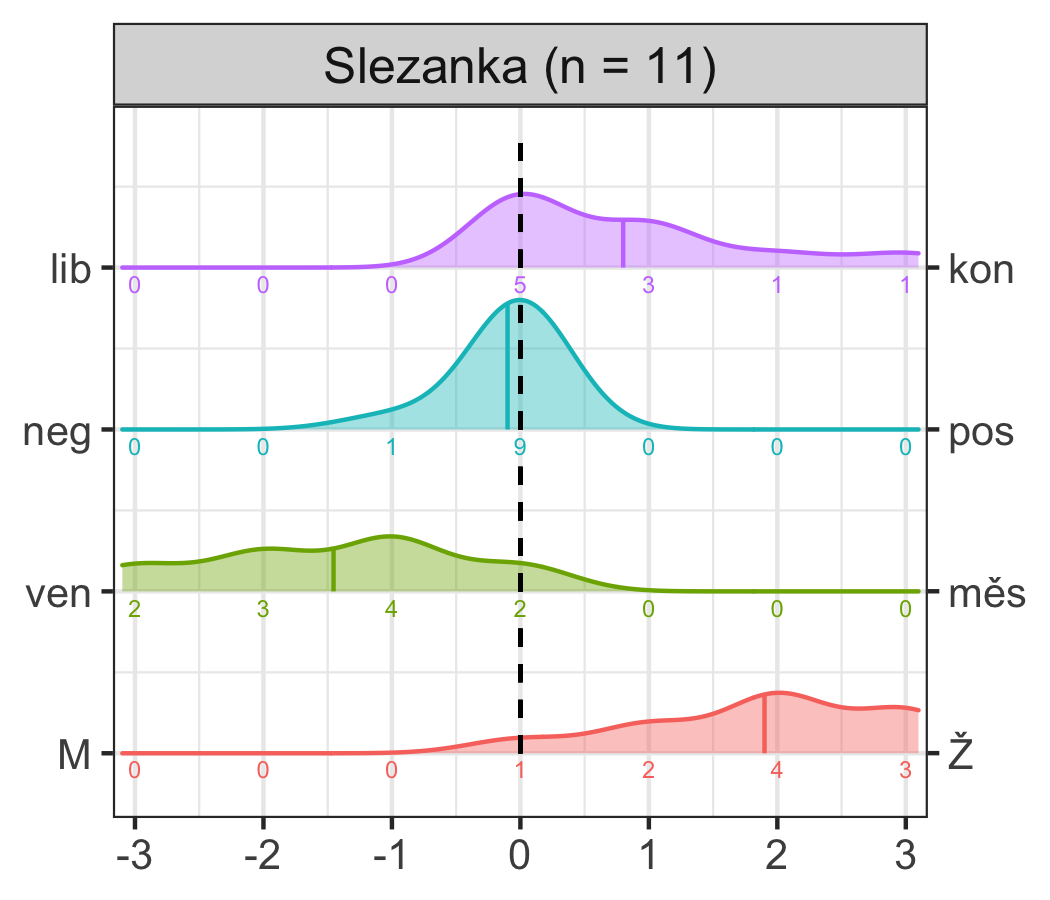 Slezanka (n = 11)
lib kon
0 0 0 5 3 1 1
neg pos
0 0 1 9 0 0 0
ven měs
2 3 4 2 0 0 0
M Ž
0 0 0 1 2 4 3
-3 -2 -1 0 1 2 3